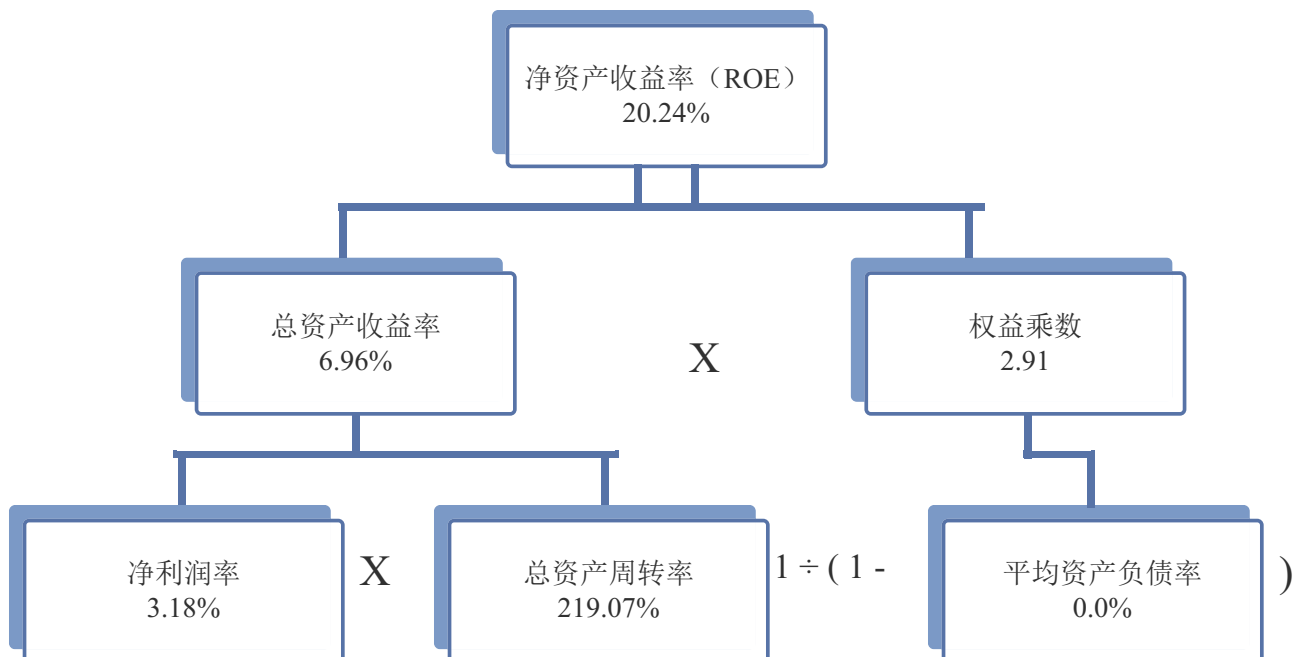 净资产收益率（ROE）
20.24%
总资产收益率
6.96%
X
权益乘数
2.91
净利润率
3.18%
X
总资产周转率
219.07%
1 ÷ ( 1 -
平均资产负债率
0.0%
)